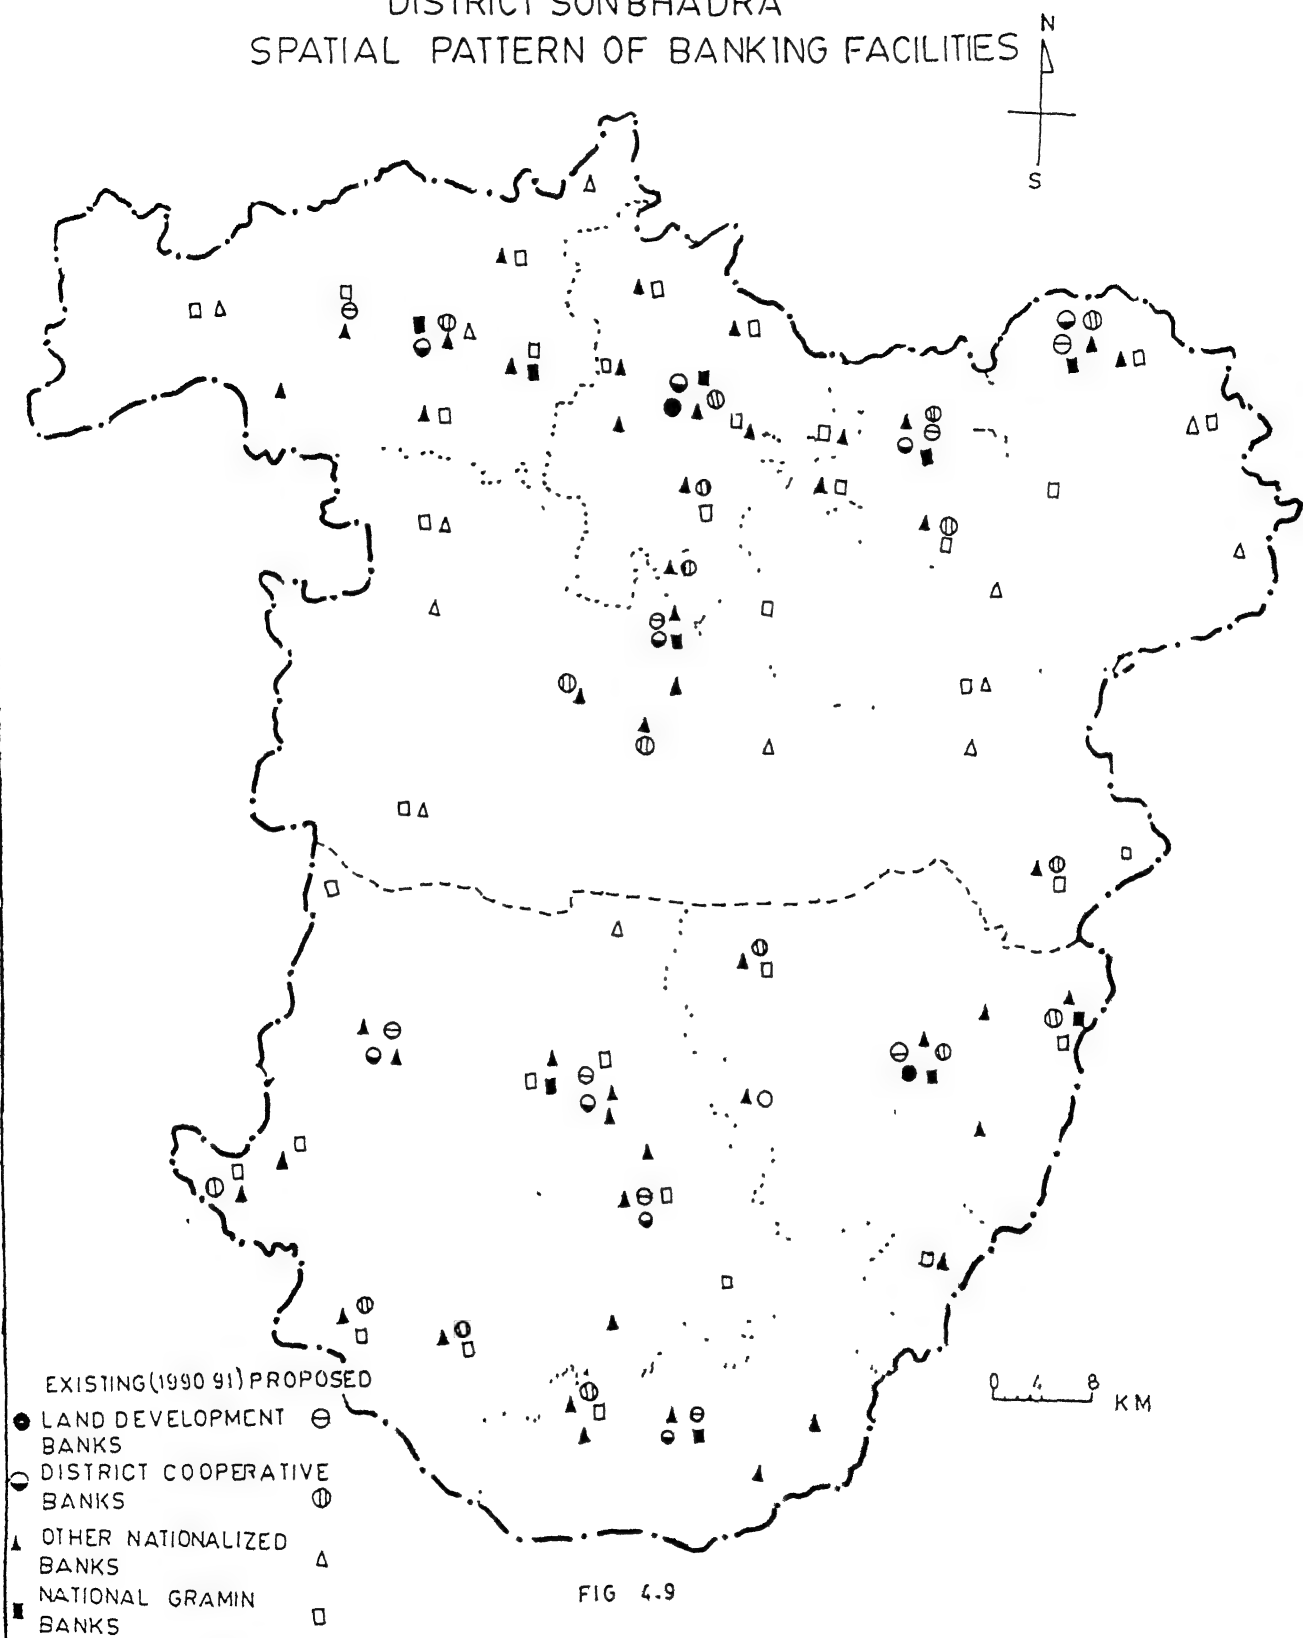 DISTRICT SONBHADRA
SPATIAL PATTERN OF BANKING FACILITIES
N
S
EXISTING(1990 91) PROPOSED
LAND DEVELOPMENT
BANKS
DISTRICT COOPERATIVE
BANKS
OTHER NATIONALIZED
BANKS
NATIONAL GRAMIN
BANKS
0 4 8
KM
FIG 4.9